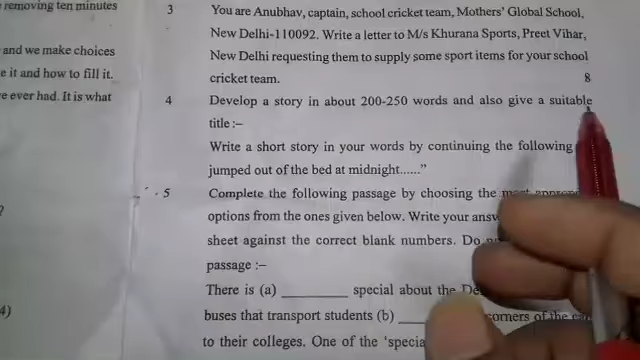 removing ten minutes
and we make choices
e it and how to fill it.
e ever had. It is what
?
4)
3 You are Anubhav, captain, school cricket team, Mothers' Global School,
New Delhi-110092. Write a letter to M/s Khurana Sports, Preet Vihar,
New Delhi requesting them to supply some sport items for your school
cricket team. 8
4 Develop a story in about 200-250 words and also give a suitable
title :–
Write a short story in your words by continuing the following
jumped out of the bed at midnight......”
5 Complete the following passage by choosing the most
options from the ones given below. Write your
sheet against the correct blank numbers. Do
passage :–
There is (a) ________ special about the
buses that transport students (b) ____ corners of the
to their colleges. One of the